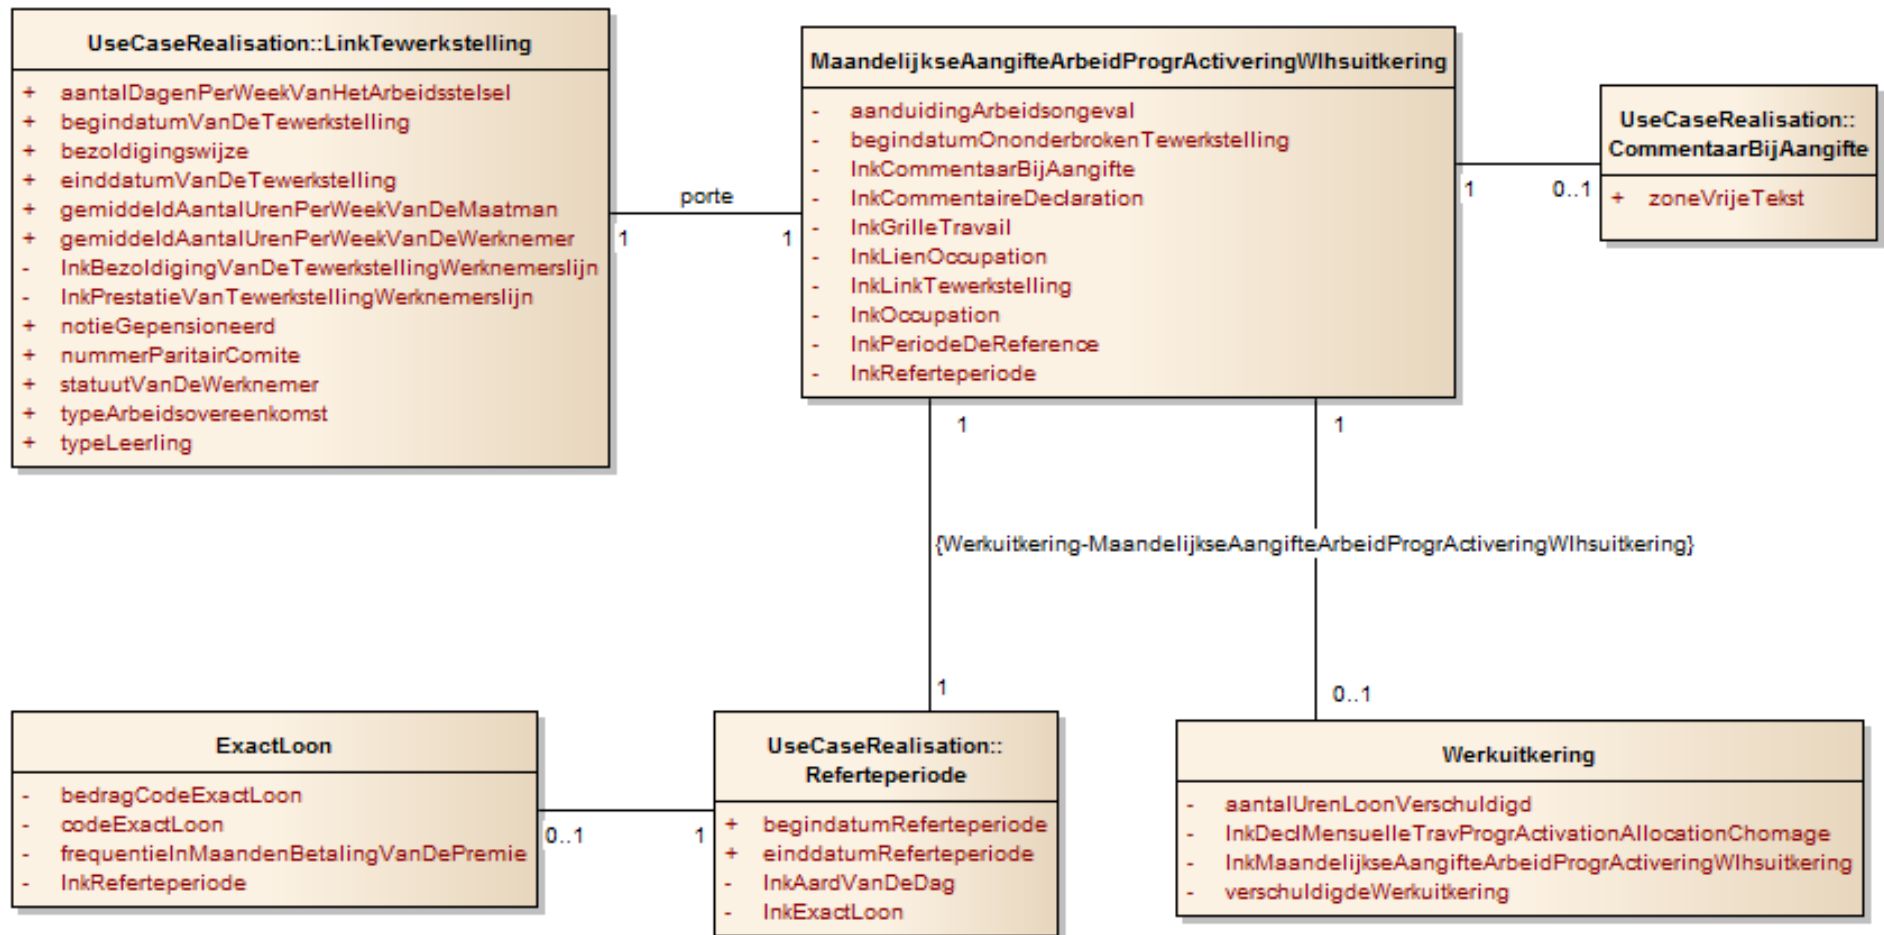 UseCaseRealisation::LinkTewerkstelling
+ aantalDagenPerWeekVanHetArbeidsstelsel
+ begindatumVanDeTewerkstelling
+ bezoldigingswijze
+ einddatumVanDeTewerkstelling
+ gemiddeldAantalUrenPerWeekVanDeMaatman
+ gemiddeldAantalUrenPerWeekVanDeWerknemer
- lnkBezoldigingVanDeTewerkstellingWerknemerslijn
- lnkPrestatieVanTewerkstellingWerknemerslijn
+ notieGepensioneerd
+ nummerParitairComite
+ statuutVanDeWerknemer
+ typeArbeidsovereenkomst
+ typeLeerling
porte
1
1
MaandelijkseAangifteArbeidProgrActiveringWlhsuitkering
- aanduidingArbeidsongeval
- begindatumOnonderbrokenTewerkstelling
- lnkCommentaarBijAangifte
- lnkCommentaireDeclaration
- lnkGrilleTravail
- lnkLienOccupation
- lnkLinkTewerkstelling
- lnkOccupation
- lnkPeriodeDeReference
- lnkReferteperiode
1
0..1
UseCaseRealisation::
CommentaarBijAangifte
+ zoneVrijeTekst
1
1
{Werkuitkering-MaandelijkseAangifteArbeidProgrActiveringWlhsuitkering}
1
0..1
ExactLoon
- bedragCodeExactLoon
- codeExactLoon
- frequentieInMaandenBetalingVanDePremie
- lnkReferteperiode
0..1
1
UseCaseRealisation::
Referteperiode
+ begindatumReferteperiode
+ einddatumReferteperiode
- lnkAardVanDeDag
- lnkExactLoon
Werkuitkering
- aantalUrenLoonVerschuldigd
- lnkDeclMensuelleTravProgrActivationAllocationChomage
- lnkMaandelijkseAangifteArbeidProgrActiveringWlhsuitkering
- verschuldigdeWerkuitkering